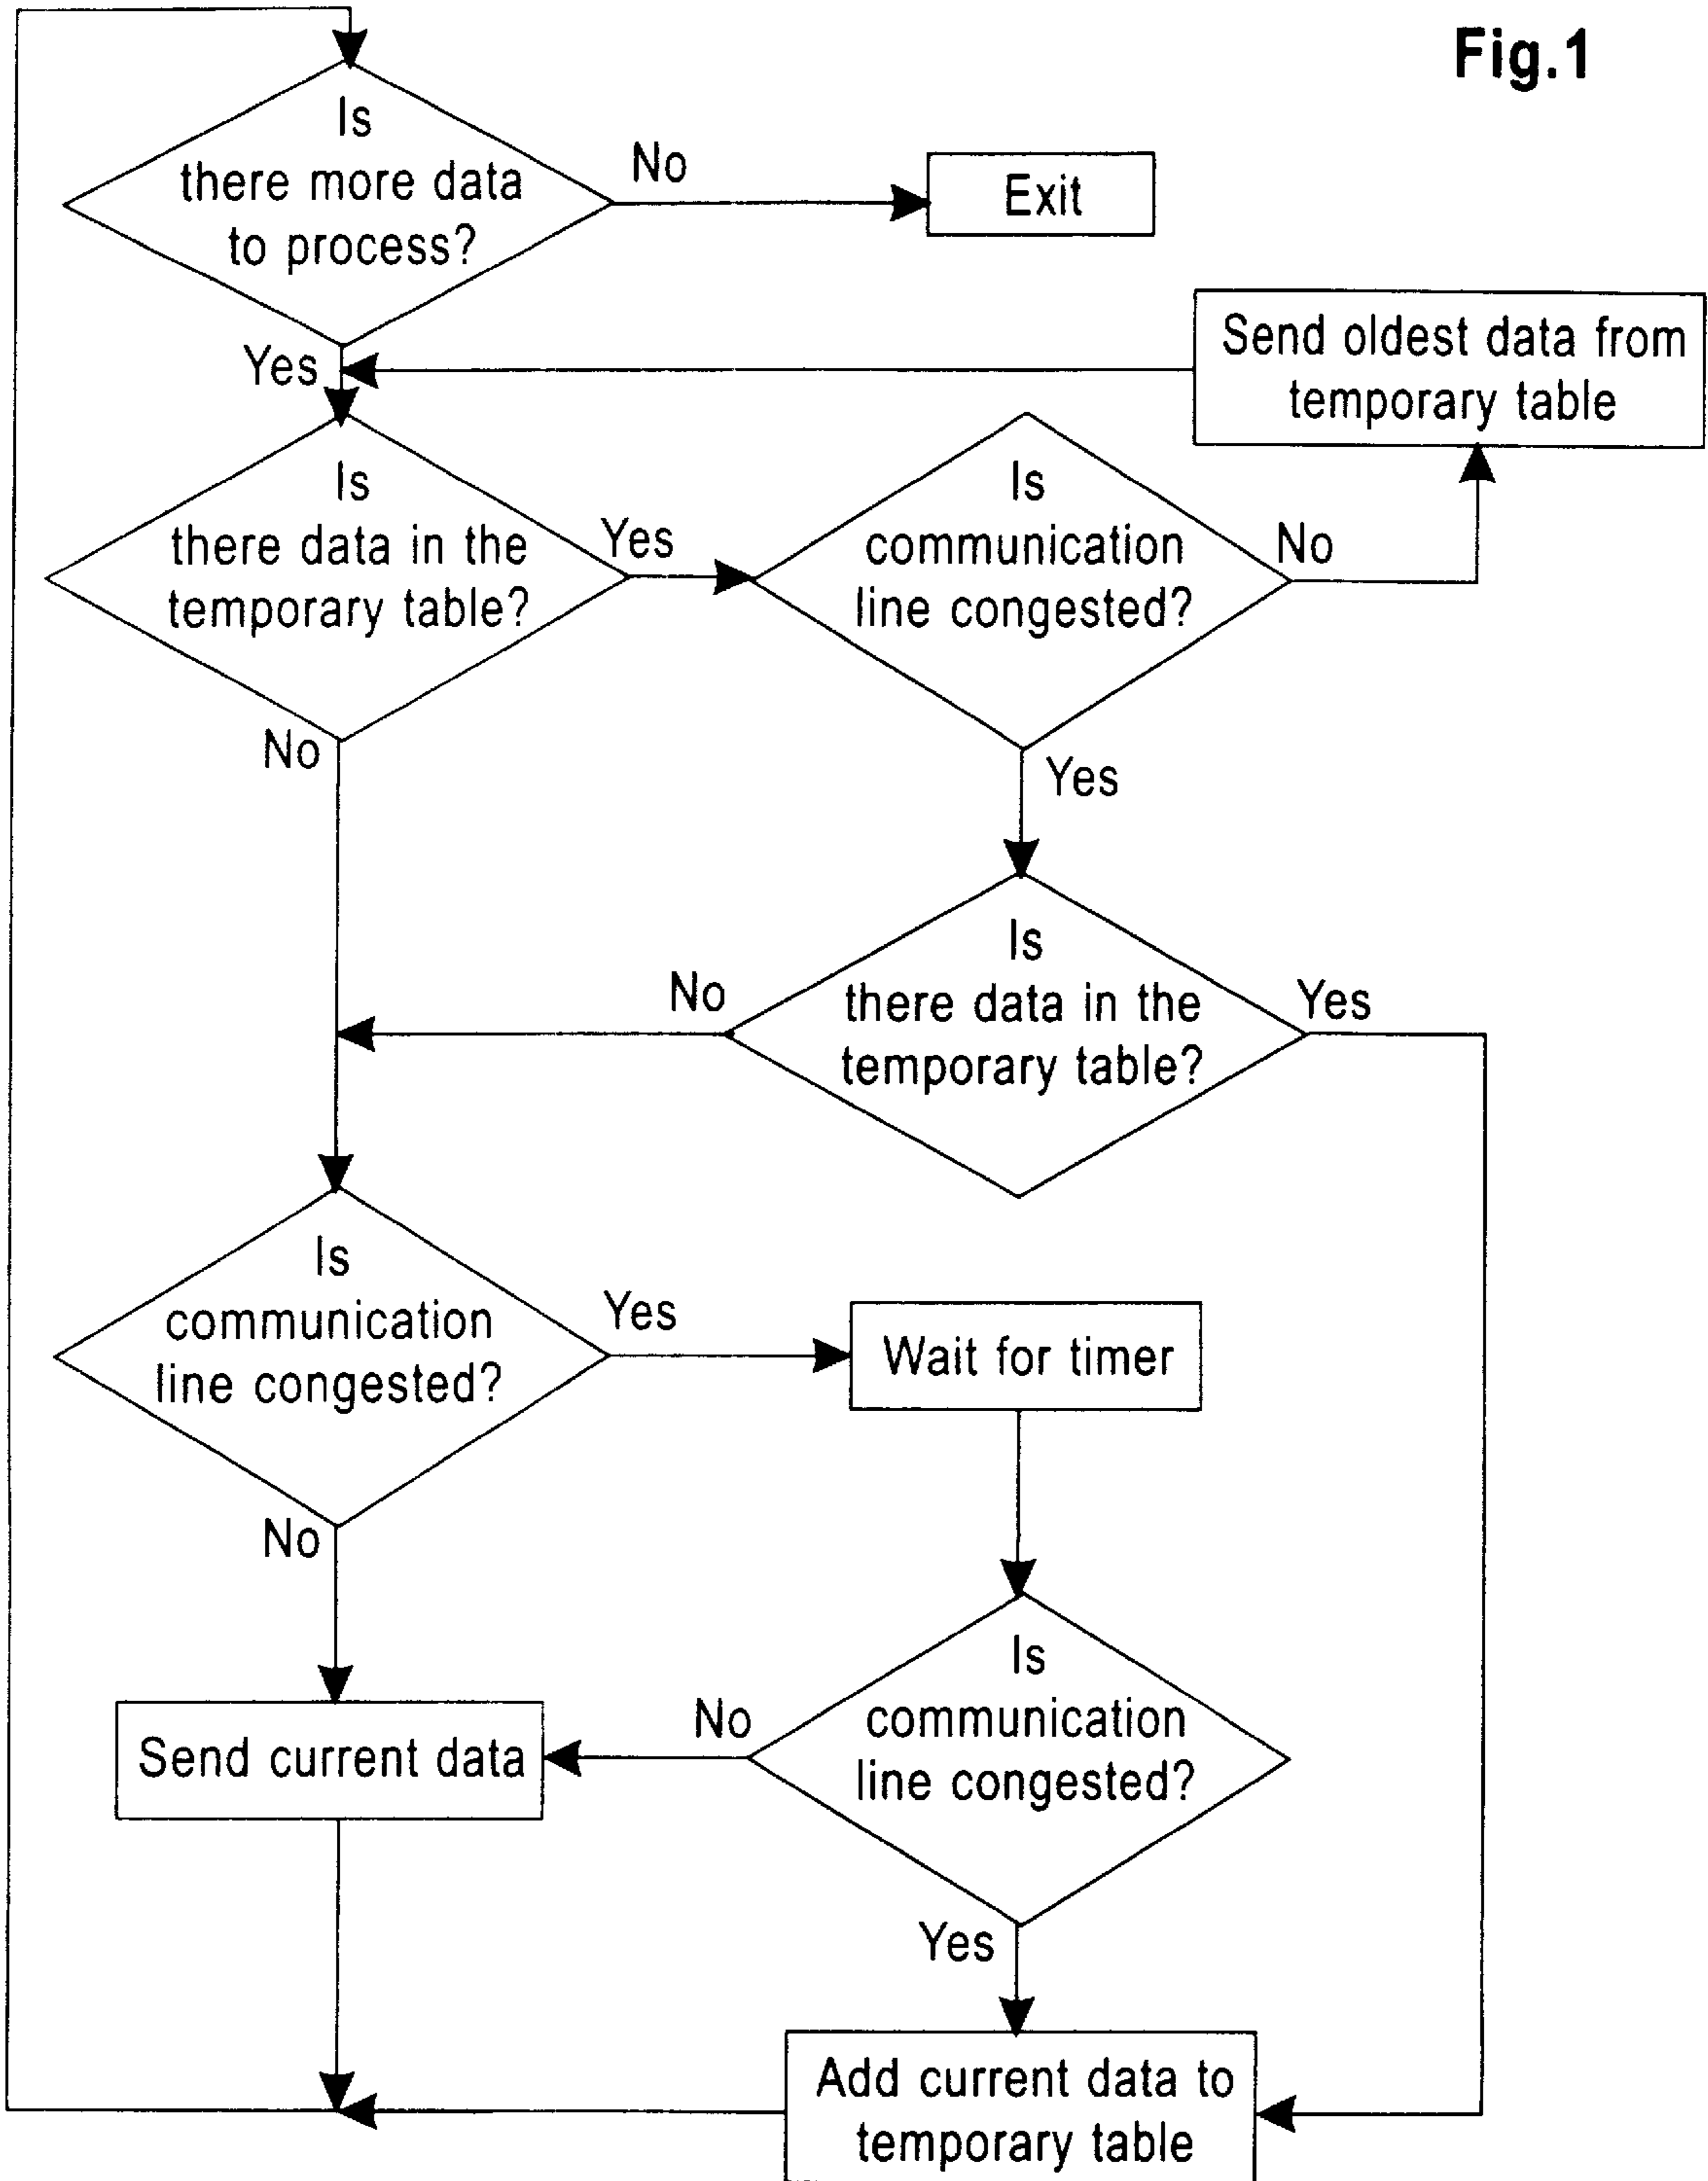 Fig.1
Is
there more data
to process?
No
Exit
Yes
Send oldest data from
temporary table
Is
there data in the
temporary table?
Yes
Is
communication
line congested?
No
No
Yes
Is
there data in the
temporary table?
No
Yes
Is
communication
line congested?
Yes
Wait for timer
No
Is
communication
line congested?
No
Send current data
Yes
Add current data to
temporary table